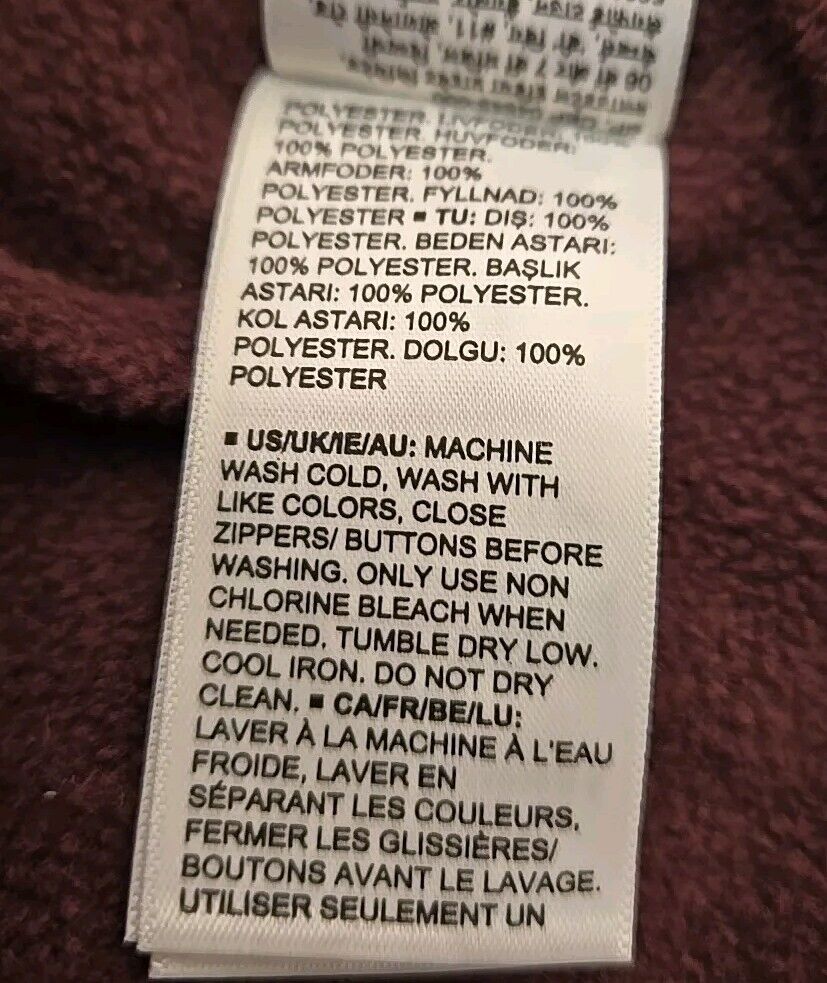 POLYESTER. LIVFODER: 100%
POLYESTER. HUVFODER:
100% POLYESTER.
ARMFODER: 100%
POLYESTER. FYLLNAD: 100%
POLYESTER ■ TU: DIŞ: 100%
POLYESTER. BEDEN ASTARI:
100% POLYESTER. BAŞLIK
ASTARI: 100% POLYESTER.
KOL ASTARI: 100%
POLYESTER. DOLGU: 100%
POLYESTER
■ US/UK/IE/AU: MACHINE
WASH COLD, WASH WITH
LIKE COLORS, CLOSE
ZIPPERS/ BUTTONS BEFORE
WASHING. ONLY USE NON
CHLORINE BLEACH WHEN
NEEDED. TUMBLE DRY LOW.
COOL IRON. DO NOT DRY
CLEAN. ■ CA/FR/BE/LU:
LAVER À LA MACHINE À L'EAU
FROIDE, LAVER EN
SÉPARANT LES COULEURS,
FERMER LES GLISSIÈRES/
BOUTONS AVANT LE LAVAGE.
UTILISER SEULEMENT UN